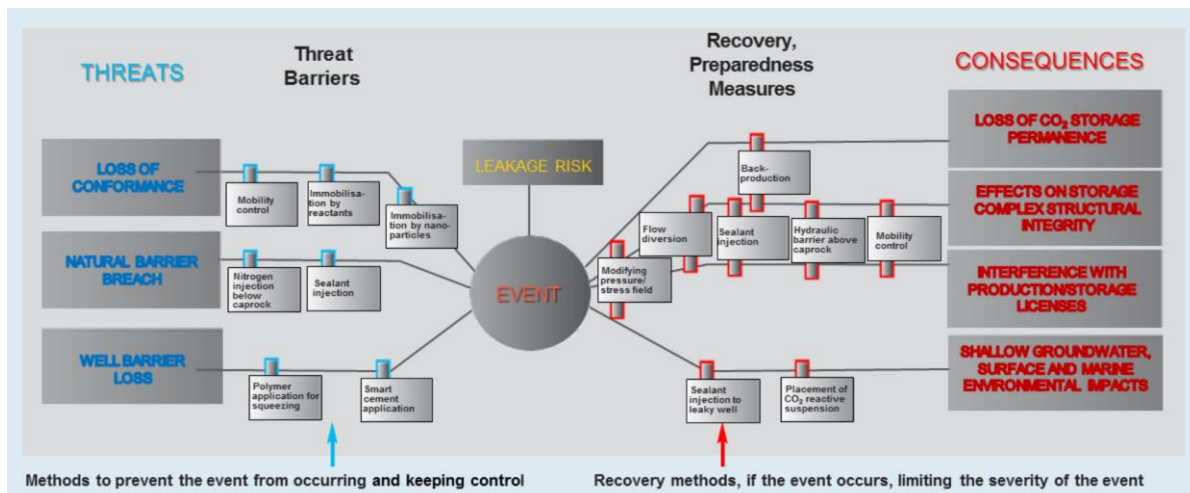 THREATS
Threat
Barriers
Recovery,
Preparedness
Measures
CONSEQUENCES
LOSS OF
CONFORMANCE
Mobility
control
Immobilisa-
tion by
reactants
Immobilisa-
tion by nano-
particles
NATURAL BARRIER
BREACH
Nitrogen
injection
below
caprock
Sealant
injection
WELL BARRIER
LOSS
Polymer
application for
squeezing
Smart
cement
application
LEAKAGE RISK
EVENT
Back-
production
Flow
diversion
Sealant
injection
Hydraulic
barrier above
caprock
Mobility
control
Modifying
pressure/
stress field
Sealant
injection to
leaky well
Placement of
CO₂ reactive
suspension
LOSS OF CO₂ STORAGE
PERMANENCE
EFFECTS ON STORAGE
COMPLEX STRUCTURAL
INTEGRITY
INTERFERENCE WITH
PRODUCTION/STORAGE
LICENSES
SHALLOW GROUNDWATER,
SURFACE AND MARINE
ENVIRONMENTAL IMPACTS
Methods to prevent the event from occurring and keeping control
Recovery methods, if the event occurs, limiting the severity of the event